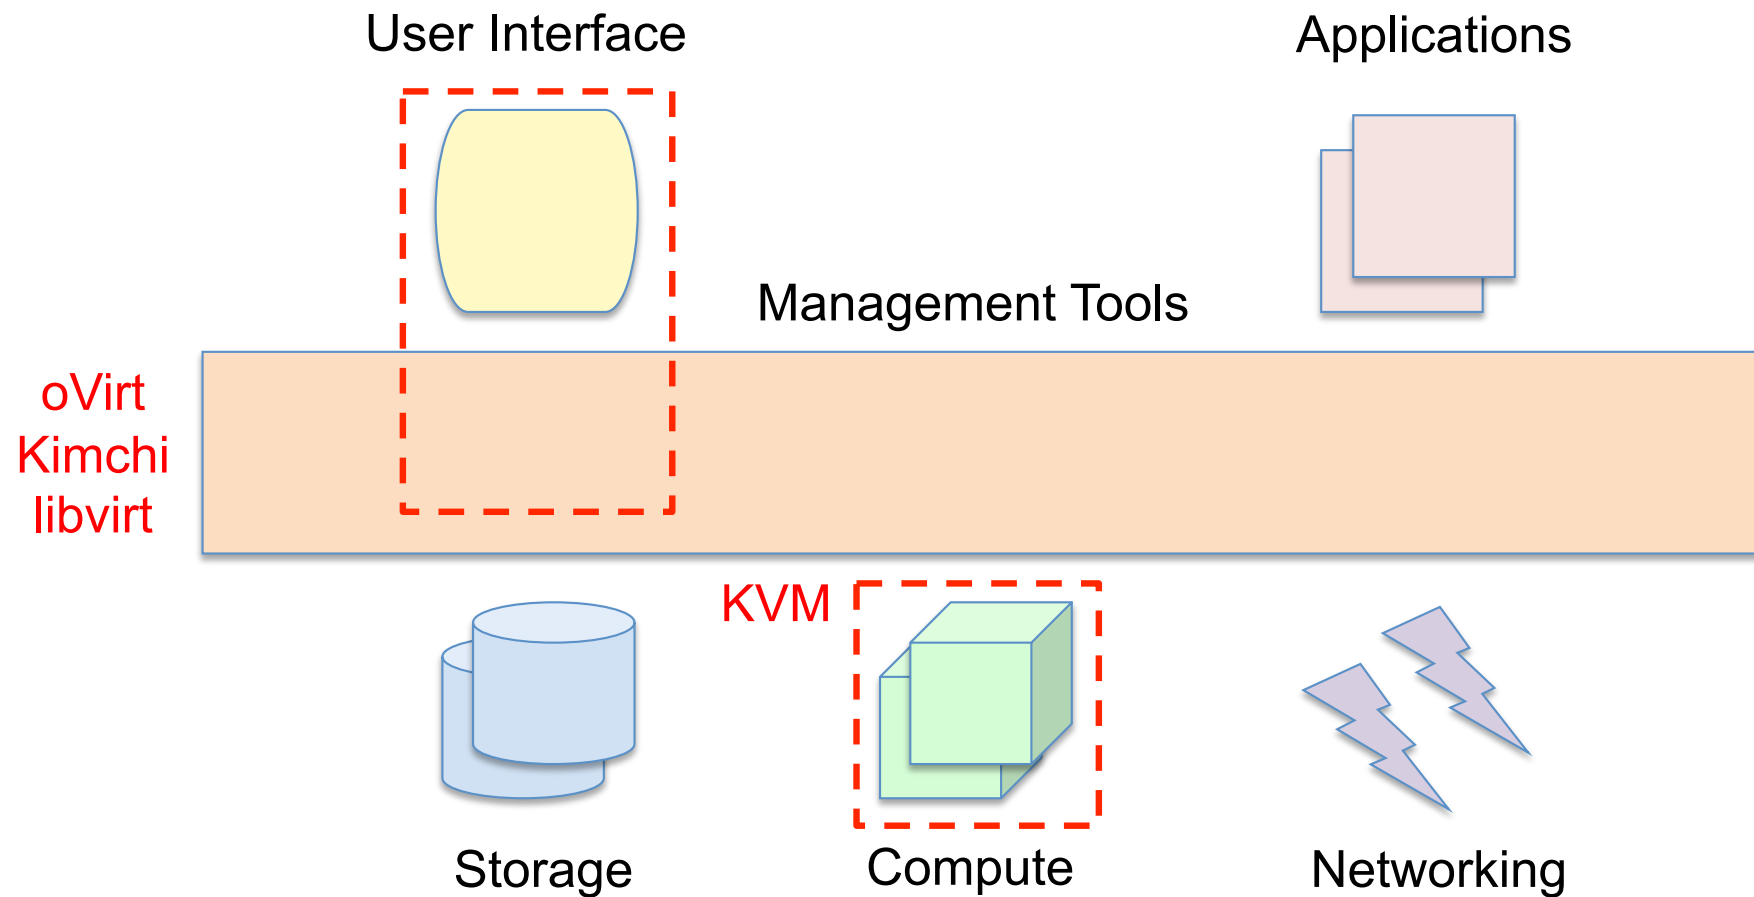 User Interface
Applications
Management Tools
oVirt
Kimchi
libvirt
KVM
Storage
Compute
Networking